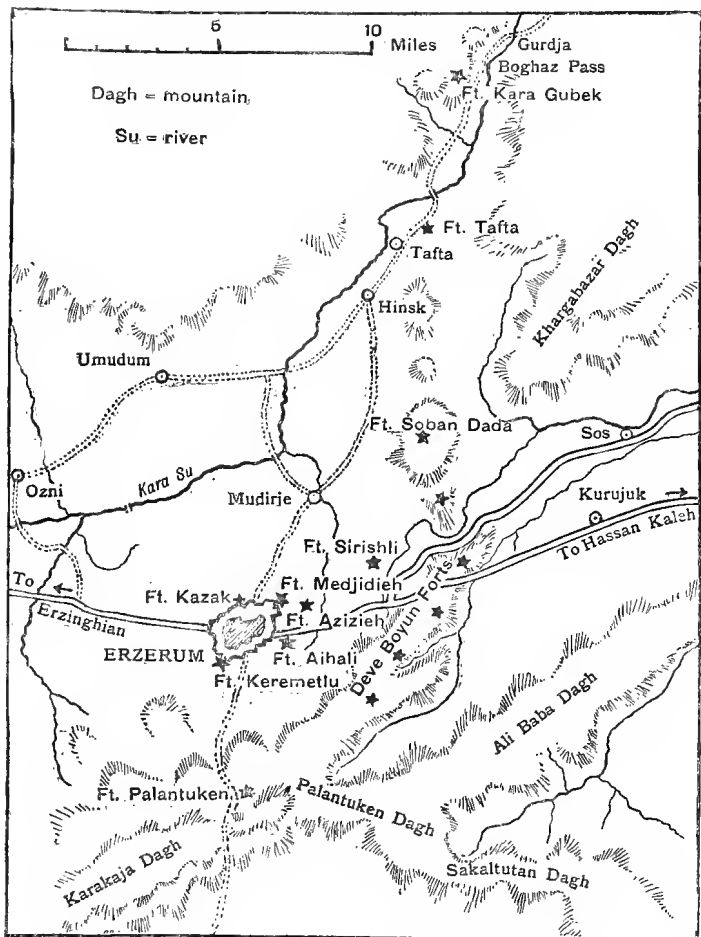 5
10
Miles
Gurdja
Boghaz Pass
Ft. Kara Gubek
Dagh = mountain,
Su = river
Ft. Tafta
Tafta
Khargabazar Dagh
Hinsk
Umudum
Ft. Soban Dada
Sos
Ozni
Kara Su
Mudirje
Kurujuk
To Hassan Kaleh
Ft. Sirishli
To
Erzinghian
Ft. Kazak
Ft. Medjidieh
Deve Boyun Forts
Ft. Azizieh
ERZERUM
Ft. Aihali
Ft. Keremetlu
Ali Baba Dagh
Ft. Palantuken
Palantuken Dagh
Karakaja Dagh
Sakaltutan Dagh